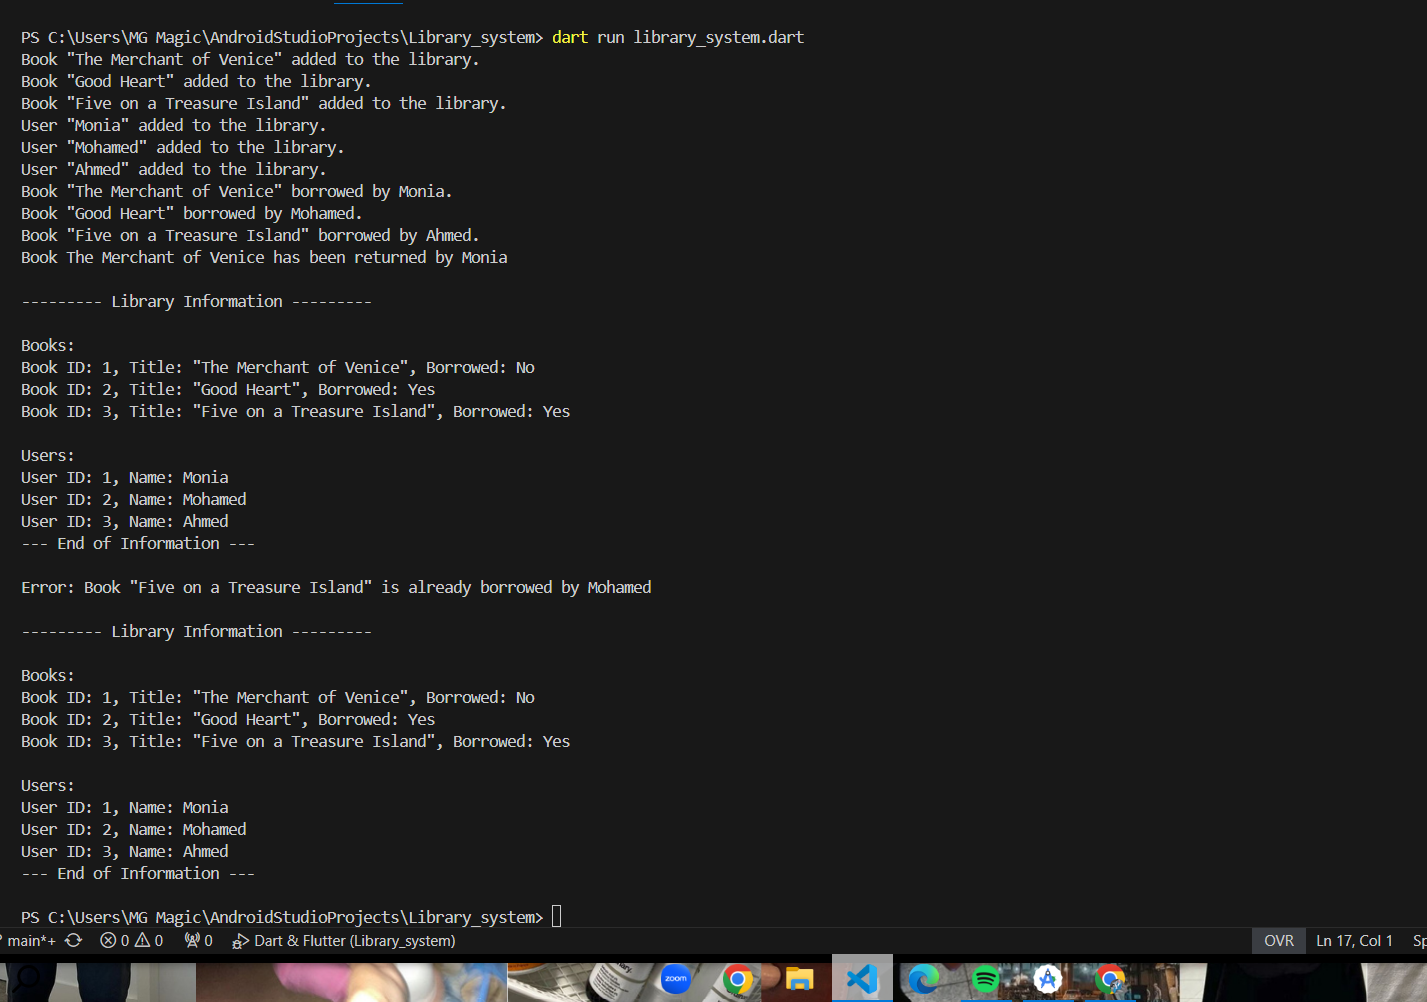 PS C:\Users\MG Magic\AndroidStudioProjects\Library_system> dart run library_system.dart
Book "The Merchant of Venice" added to the library.
Book "Good Heart" added to the library.
Book "Five on a Treasure Island" added to the library.
User "Monia" added to the library.
User "Mohamed" added to the library.
User "Ahmed" added to the library.
Book "The Merchant of Venice" borrowed by Monia.
Book "Good Heart" borrowed by Mohamed.
Book "Five on a Treasure Island" borrowed by Ahmed.
Book The Merchant of Venice has been returned by Monia
--------- Library Information ---------
Books:
Book ID: 1, Title: "The Merchant of Venice", Borrowed: No
Book ID: 2, Title: "Good Heart", Borrowed: Yes
Book ID: 3, Title: "Five on a Treasure Island", Borrowed: Yes
Users:
User ID: 1, Name: Monia
User ID: 2, Name: Mohamed
User ID: 3, Name: Ahmed
--- End of Information ---
Error: Book "Five on a Treasure Island" is already borrowed by Mohamed
--------- Library Information ---------
Books:
Book ID: 1, Title: "The Merchant of Venice", Borrowed: No
Book ID: 2, Title: "Good Heart", Borrowed: Yes
Book ID: 3, Title: "Five on a Treasure Island", Borrowed: Yes
Users:
User ID: 1, Name: Monia
User ID: 2, Name: Mohamed
User ID: 3, Name: Ahmed
--- End of Information ---
PS C:\Users\MG Magic\AndroidStudioProjects\Library_system>
main*+ 0 0 0 Dart & Flutter (Library_system) OVR Ln 17, Col 1 Sp
zoom